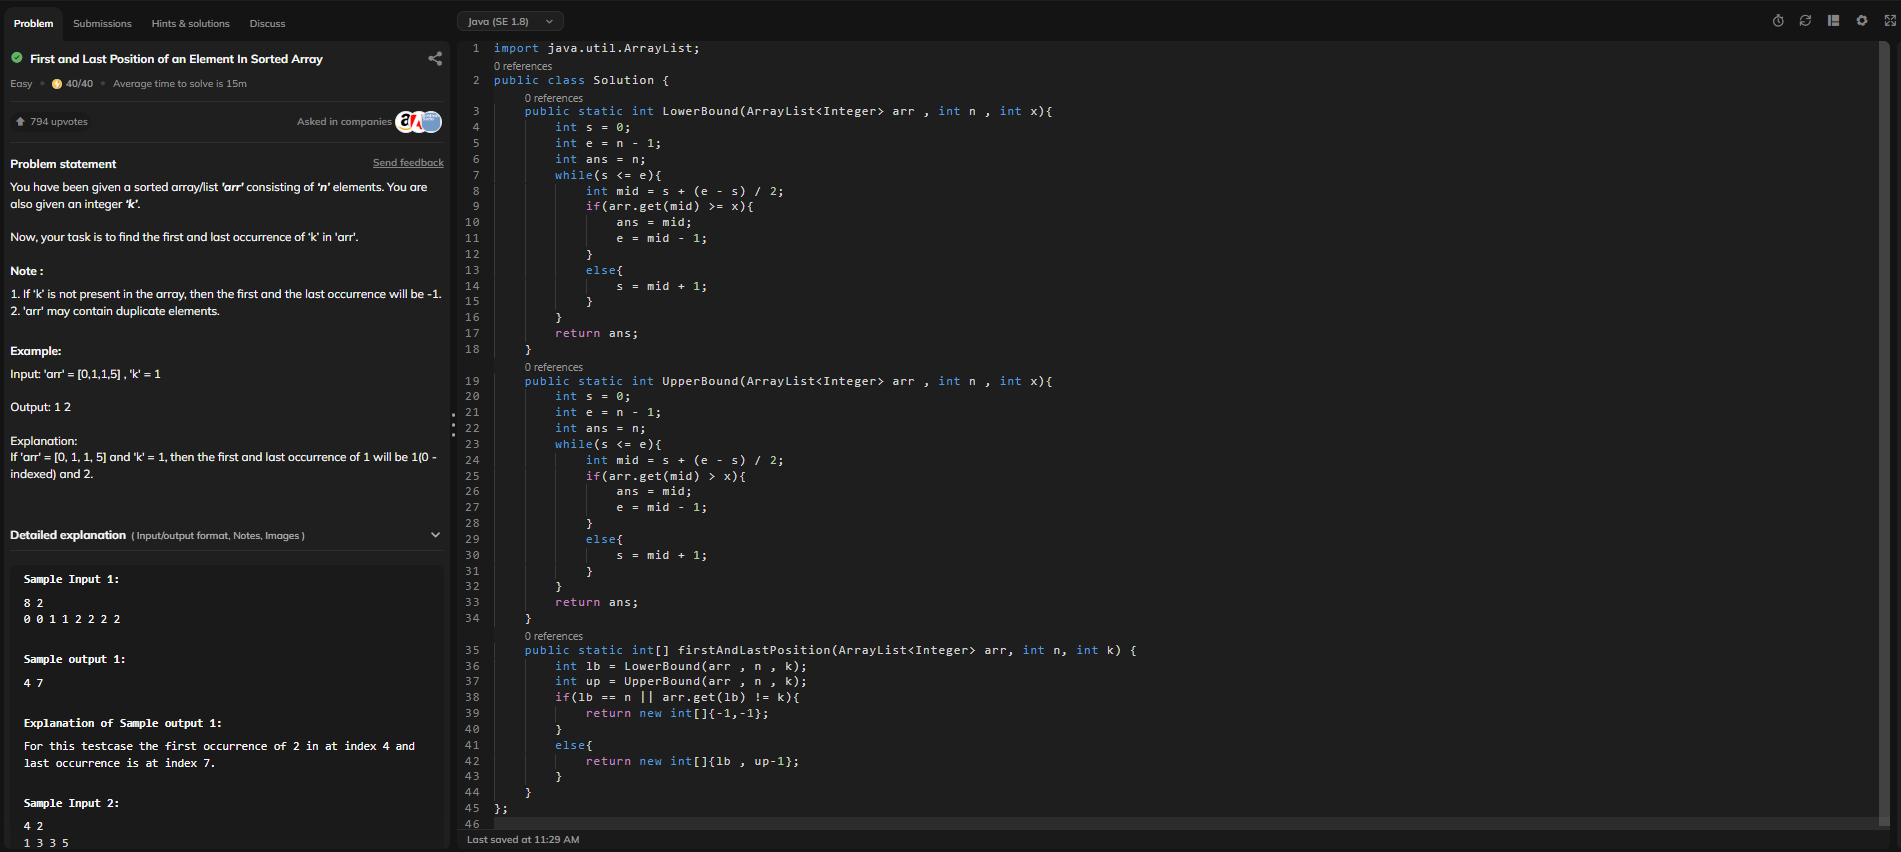 Problem
Submissions
Hints & solutions
Discuss
First and Last Position of an Element In Sorted Array
Easy
40/40
Average time to solve is 15m
794 upvotes
Asked in companies
Problem statement
Send feedback
You have been given a sorted array/list 'arr' consisting of 'n' elements. You are
also given an integer 'k'.
Now, your task is to find the first and last occurrence of 'k' in 'arr'.
Note :
1. If 'k' is not present in the array, then the first and the last occurrence will be -1.
2. 'arr' may contain duplicate elements.
Example:
Input: 'arr' = [0,1,1,5] , 'k' = 1
Output: 1 2
Explanation:
If 'arr' = [0, 1, 1, 5] and 'k' = 1, then the first and last occurrence of 1 will be 1(0 -
indexed) and 2.
Detailed explanation ( Input/output format, Notes, Images )
Sample Input 1:
8 2
0 0 1 1 2 2 2 2
Sample output 1:
4 7
Explanation of Sample output 1:
For this testcase the first occurrence of 2 in at index 4 and
last occurrence is at index 7.
Sample Input 2:
4 2
1 3 3 5
Java (SE 1.8)
1 import java.util.ArrayList;
0 references
2 public class Solution {
0 references
3 public static int LowerBound(ArrayList<Integer> arr , int n , int x){
4 int s = 0;
5 int e = n - 1;
6 int ans = n;
7 while(s <= e){
8 int mid = s + (e - s) / 2;
9 if(arr.get(mid) >= x){
10 ans = mid;
11 e = mid - 1;
12 }
13 else{
14 s = mid + 1;
15 }
16 }
17 return ans;
18 }
0 references
19 public static int UpperBound(ArrayList<Integer> arr , int n , int x){
20 int s = 0;
21 int e = n - 1;
22 int ans = n;
23 while(s <= e){
24 int mid = s + (e - s) / 2;
25 if(arr.get(mid) > x){
26 ans = mid;
27 e = mid - 1;
28 }
29 else{
30 s = mid + 1;
31 }
32 }
33 return ans;
34 }
0 references
35 public static int[] firstAndLastPosition(ArrayList<Integer> arr, int n, int k) {
36 int lb = LowerBound(arr , n , k);
37 int up = UpperBound(arr , n , k);
38 if(lb == n || arr.get(lb) != k){
39 return new int[]{-1,-1};
40 }
41 else{
42 return new int[]{lb , up-1};
43 }
44 }
45 };
46
Last saved at 11:29 AM